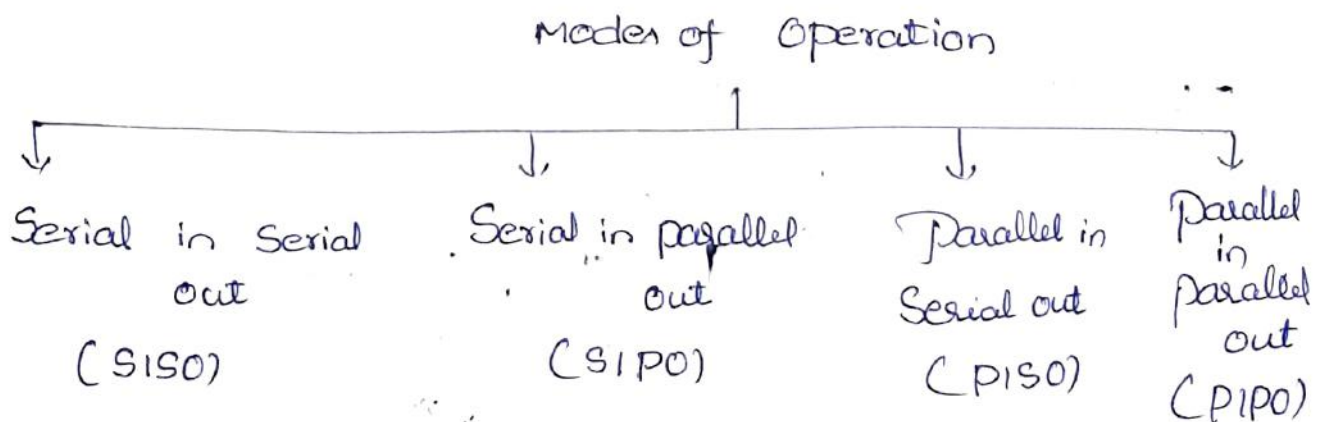 Modes of Operation
Serial in Serial
out
(SISO)
Serial in parallel
out
(SIPO)
Parallel in
Serial out
(PISO)
Parallel
in
parallel
out
(PIPO)